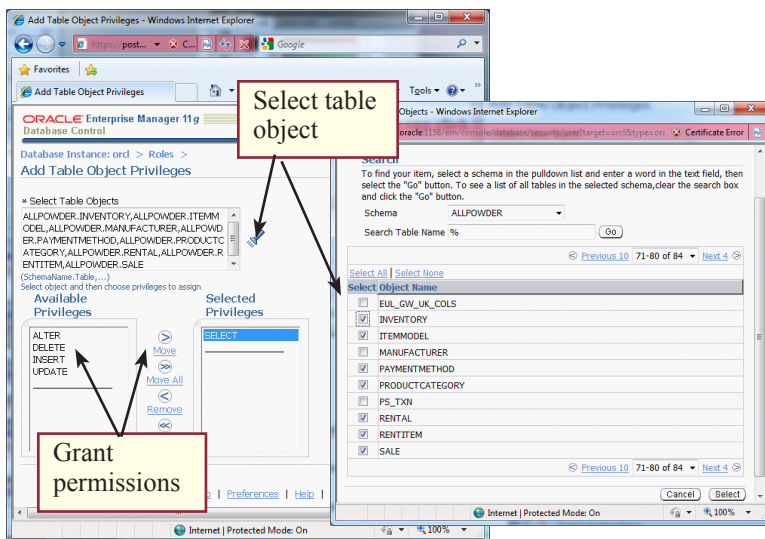 Add Table Object Privileges - Windows Internet Explorer
https://post... C... Google
Favorites
Add Table Object Privileges
Tools
ORACLE Enterprise Manager 11g
Database Control
Database Instance: orcl > Roles >
Add Table Object Privileges
Select Table Objects
ALLPOWDER.INVENTORY,ALLPOWDER.ITEMM
ODEL,ALLPOWDER.MANUFACTURER,ALLPOWD
ER.PAYMENTMETHOD,ALLPOWDER.PRODUCTC
ATEGORY,ALLPOWDER.RENTAL,ALLPOWDER.R
ENTITEM,ALLPOWDER.SALE
(SchemaName.Table,...)
Select object and then choose privileges to assign
Available
Privileges
Selected
Privileges
ALTER
DELETE
INSERT
UPDATE
Move
Move All
Remove
SELECT
Preferences | Help |
Internet | Protected Mode: On 100%
Select table
object
Grant
permissions
Objects - Windows Internet Explorer
oracle:1158/em/console/database/security/user?target=orcl&type=or Certificate Error
Search
To find your item, select a schema in the pulldown list and enter a word in the text field, then
select the "Go" button. To see a list of all tables in the selected schema,clear the search box
and click the "Go" button.
Schema ALLPOWDER
Search Table Name % Go
Previous 10 71-80 of 84 Next 4
Select All | Select None
Select Object Name
EUL_GW_UK_COLS
INVENTORY
ITEMMODEL
MANUFACTURER
PAYMENTMETHOD
PRODUCTCATEGORY
PS_TXN
RENTAL
RENTITEM
SALE
Previous 10 71-80 of 84 Next 4
Cancel Select
Internet | Protected Mode: On 100%